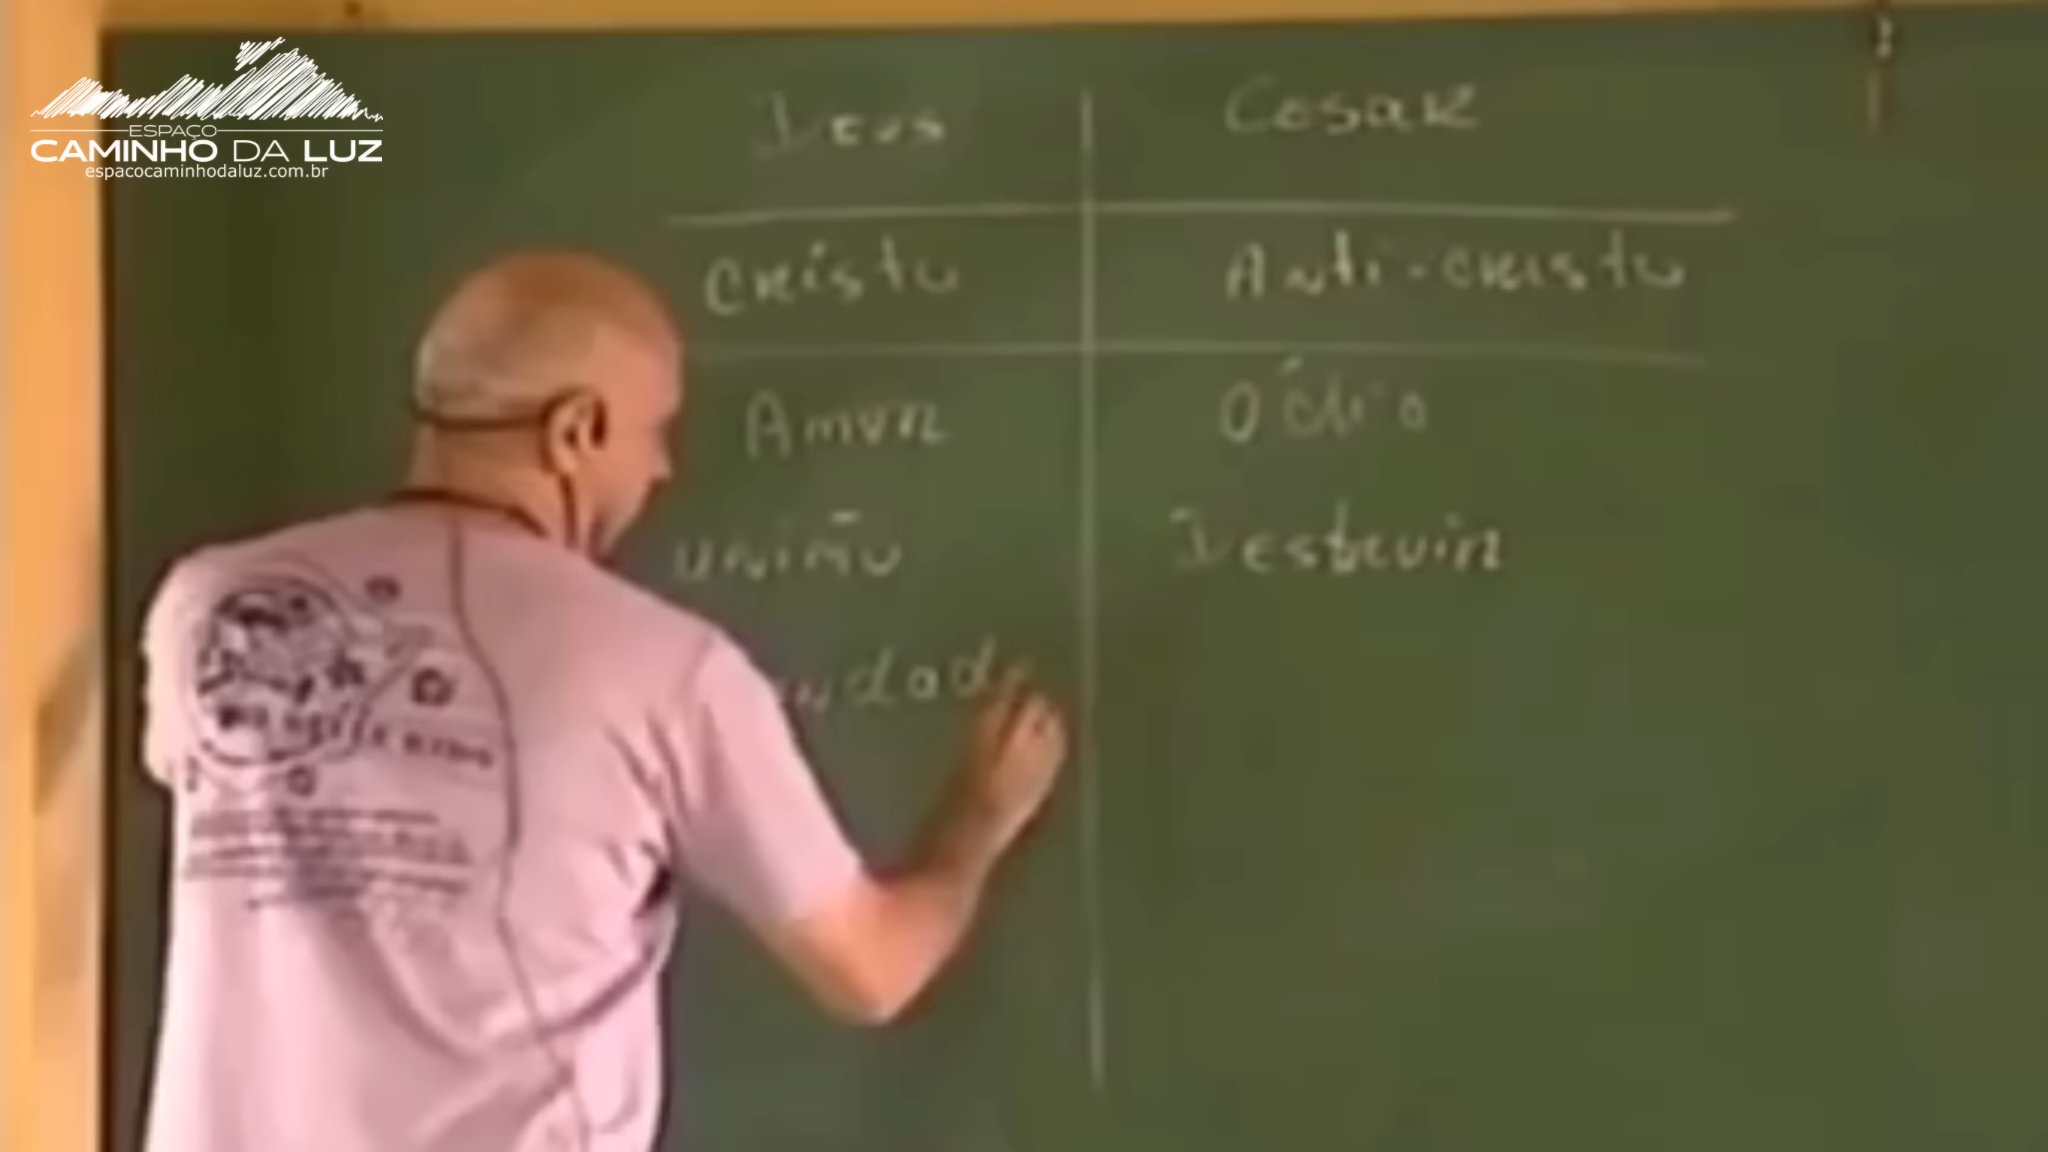 ESPAÇO
CAMINHO DA LUZ
espacocaminhodaluz.com.br
Deus Cesar
Cristo Anti-cristo
Amor Ódio
união Destruir